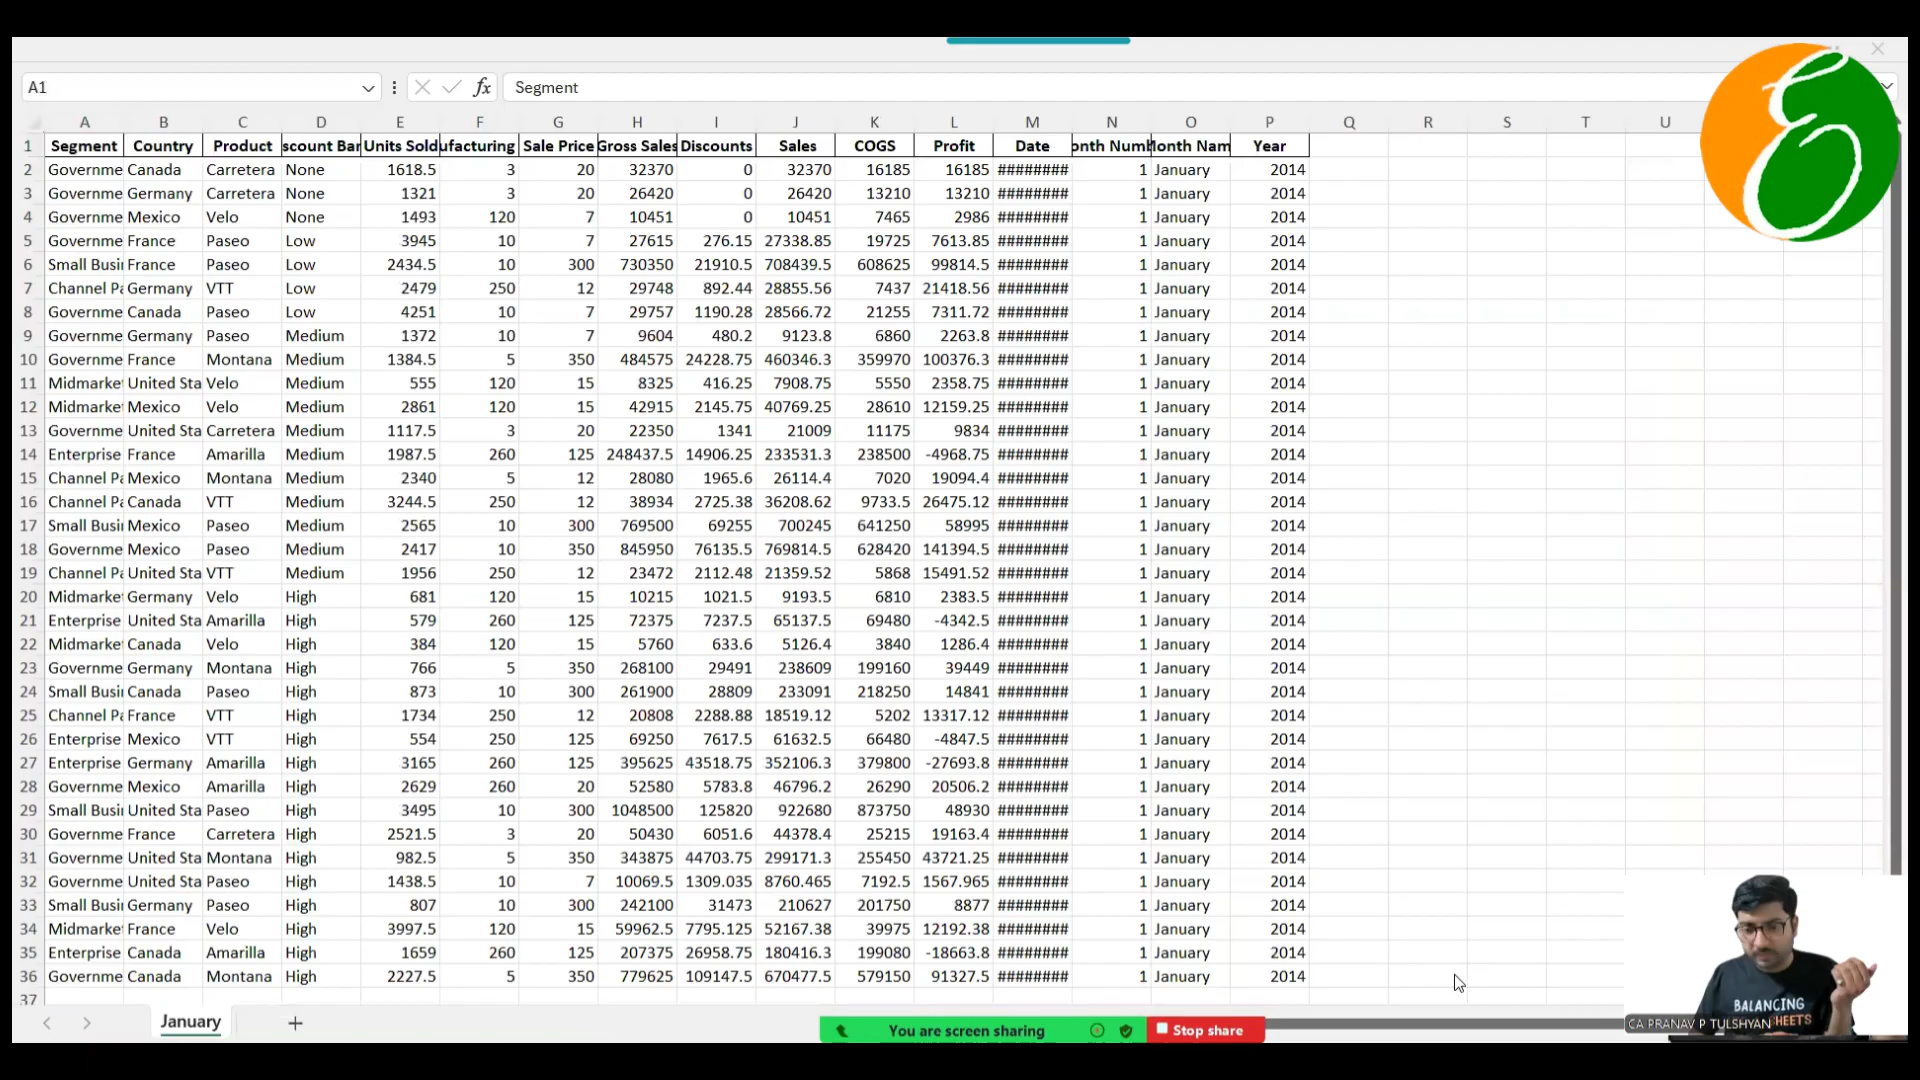 A1 fx Segment
A B C D E F G H I J K L M N O P Q R S T U
1 Segment Country Product scount Bar Units Sold ufacturing Sale Price Gross Sales Discounts Sales COGS Profit Date onth Numb Month Nam Year
2 Governme Canada Carretera None 1618.5 3 20 32370 0 32370 16185 16185 ######## 1 January 2014
3 Governme Germany Carretera None 1321 3 20 26420 0 26420 13210 13210 ######## 1 January 2014
4 Governme Mexico Velo None 1493 120 7 10451 0 10451 7465 2986 ######## 1 January 2014
5 Governme France Paseo Low 3945 10 7 27615 276.15 27338.85 19725 7613.85 ######## 1 January 2014
6 Small Busi France Paseo Low 2434.5 10 300 730350 21910.5 708439.5 608625 99814.5 ######## 1 January 2014
7 Channel Pa Germany VTT Low 2479 250 12 29748 892.44 28855.56 7437 21418.56 ######## 1 January 2014
8 Governme Canada Paseo Low 4251 10 7 29757 1190.28 28566.72 21255 7311.72 ######## 1 January 2014
9 Governme Germany Paseo Medium 1372 10 7 9604 480.2 9123.8 6860 2263.8 ######## 1 January 2014
10 Governme France Montana Medium 1384.5 5 350 484575 24228.75 460346.3 359970 100376.3 ######## 1 January 2014
11 Midmarket United Sta Velo Medium 555 120 15 8325 416.25 7908.75 5550 2358.75 ######## 1 January 2014
12 Midmarket Mexico Velo Medium 2861 120 15 42915 2145.75 40769.25 28610 12159.25 ######## 1 January 2014
13 Governme United Sta Carretera Medium 1117.5 3 20 22350 1341 21009 11175 9834 ######## 1 January 2014
14 Enterprise France Amarilla Medium 1987.5 260 125 248437.5 14906.25 233531.3 238500 -4968.75 ######## 1 January 2014
15 Channel Pa Mexico Montana Medium 2340 5 12 28080 1965.6 26114.4 7020 19094.4 ######## 1 January 2014
16 Channel Pa Canada VTT Medium 3244.5 250 12 38934 2725.38 36208.62 9733.5 26475.12 ######## 1 January 2014
17 Small Busi Mexico Paseo Medium 2565 10 300 769500 69255 700245 641250 58995 ######## 1 January 2014
18 Governme Mexico Paseo Medium 2417 10 350 845950 76135.5 769814.5 628420 141394.5 ######## 1 January 2014
19 Channel Pa United Sta VTT Medium 1956 250 12 23472 2112.48 21359.52 5868 15491.52 ######## 1 January 2014
20 Midmarket Germany Velo High 681 120 15 10215 1021.5 9193.5 6810 2383.5 ######## 1 January 2014
21 Enterprise United Sta Amarilla High 579 260 125 72375 7237.5 65137.5 69480 -4342.5 ######## 1 January 2014
22 Midmarket Canada Velo High 384 120 15 5760 633.6 5126.4 3840 1286.4 ######## 1 January 2014
23 Governme Germany Montana High 766 5 350 268100 29491 238609 199160 39449 ######## 1 January 2014
24 Small Busi Canada Paseo High 873 10 300 261900 28809 233091 218250 14841 ######## 1 January 2014
25 Channel Pa France VTT High 1734 250 12 20808 2288.88 18519.12 5202 13317.12 ######## 1 January 2014
26 Enterprise Mexico VTT High 554 250 125 69250 7617.5 61632.5 66480 -4847.5 ######## 1 January 2014
27 Enterprise Germany Amarilla High 3165 260 125 395625 43518.75 352106.3 379800 -27693.8 ######## 1 January 2014
28 Governme Mexico Amarilla High 2629 260 20 52580 5783.8 46796.2 26290 20506.2 ######## 1 January 2014
29 Small Busi United Sta Paseo High 3495 10 300 1048500 125820 922680 873750 48930 ######## 1 January 2014
30 Governme France Carretera High 2521.5 3 20 50430 6051.6 44378.4 25215 19163.4 ######## 1 January 2014
31 Governme United Sta Montana High 982.5 5 350 343875 44703.75 299171.3 255450 43721.25 ######## 1 January 2014
32 Governme United Sta Paseo High 1438.5 10 7 10069.5 1309.035 8760.465 7192.5 1567.965 ######## 1 January 2014
33 Small Busi Germany Paseo High 807 10 300 242100 31473 210627 201750 8877 ######## 1 January 2014
34 Midmarket France Velo High 3997.5 120 15 59962.5 7795.125 52167.38 39975 12192.38 ######## 1 January 2014
35 Enterprise Canada Amarilla High 1659 260 125 207375 26958.75 180416.3 199080 -18663.8 ######## 1 January 2014
36 Governme Canada Montana High 2227.5 5 350 779625 109147.5 670477.5 579150 91327.5 ######## 1 January 2014
37
January
You are screen sharing
Stop share
BALANCING
SHEETS
CA PRANAV P TULSHYAN